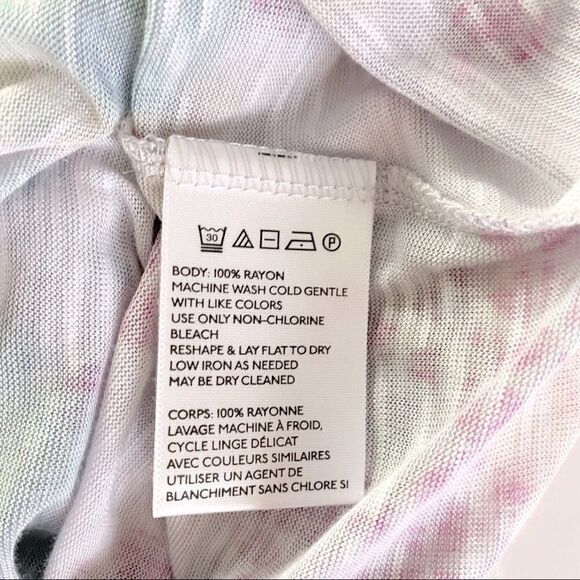 30 P
BODY: 100% RAYON
MACHINE WASH COLD GENTLE
WITH LIKE COLORS
USE ONLY NON-CHLORINE
BLEACH
RESHAPE & LAY FLAT TO DRY
LOW IRON AS NEEDED
MAY BE DRY CLEANED
CORPS: 100% RAYONNE
LAVAGE MACHINE À FROID,
CYCLE LINGE DÉLICAT
AVEC COULEURS SIMILAIRES
UTILISER UN AGENT DE
BLANCHIMENT SANS CHLORE SI